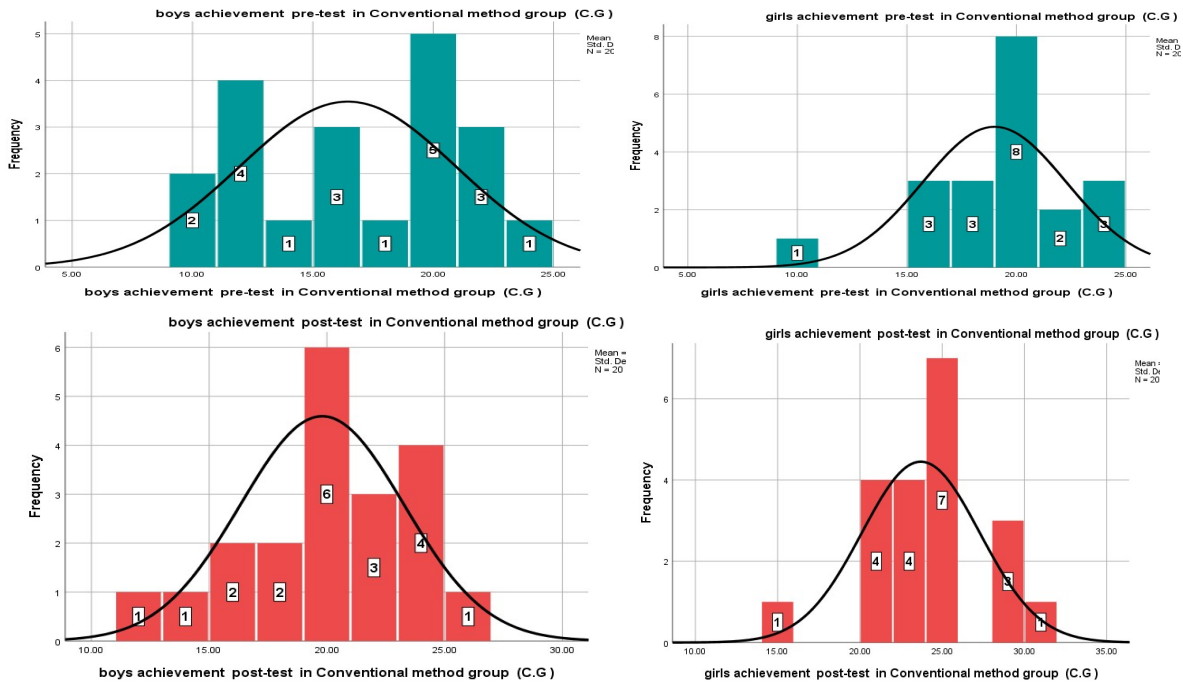 boys achievement pre-test in Conventional method group (C.G )
Mean
Std. D
N = 20
Frequency
5
4
3
2
1
0
2
4
1
3
1
5
3
1
5.00 10.00 15.00 20.00 25.00
boys achievement pre-test in Conventional method group (C.G )
girls achievement pre-test in Conventional method group (C.G )
Mean
Std. D
N = 20
Frequency
8
6
4
2
0
1
3
3
8
2
3
5.00 10.00 15.00 20.00 25.00
girls achievement pre-test in Conventional method group (C.G )
boys achievement post-test in Conventional method group (C.G )
Mean =
Std. De
N = 20
Frequency
6
5
4
3
2
1
0
1
1
2
2
6
3
4
1
10.00 15.00 20.00 25.00 30.00
boys achievement post-test in Conventional method group (C.G )
girls achievement post-test in Conventional method group (C.G )
Mean =
Std. De
N = 20
Frequency
6
4
2
0
1
4
4
7
3
1
10.00 15.00 20.00 25.00 30.00 35.00
girls achievement post-test in Conventional method group (C.G )